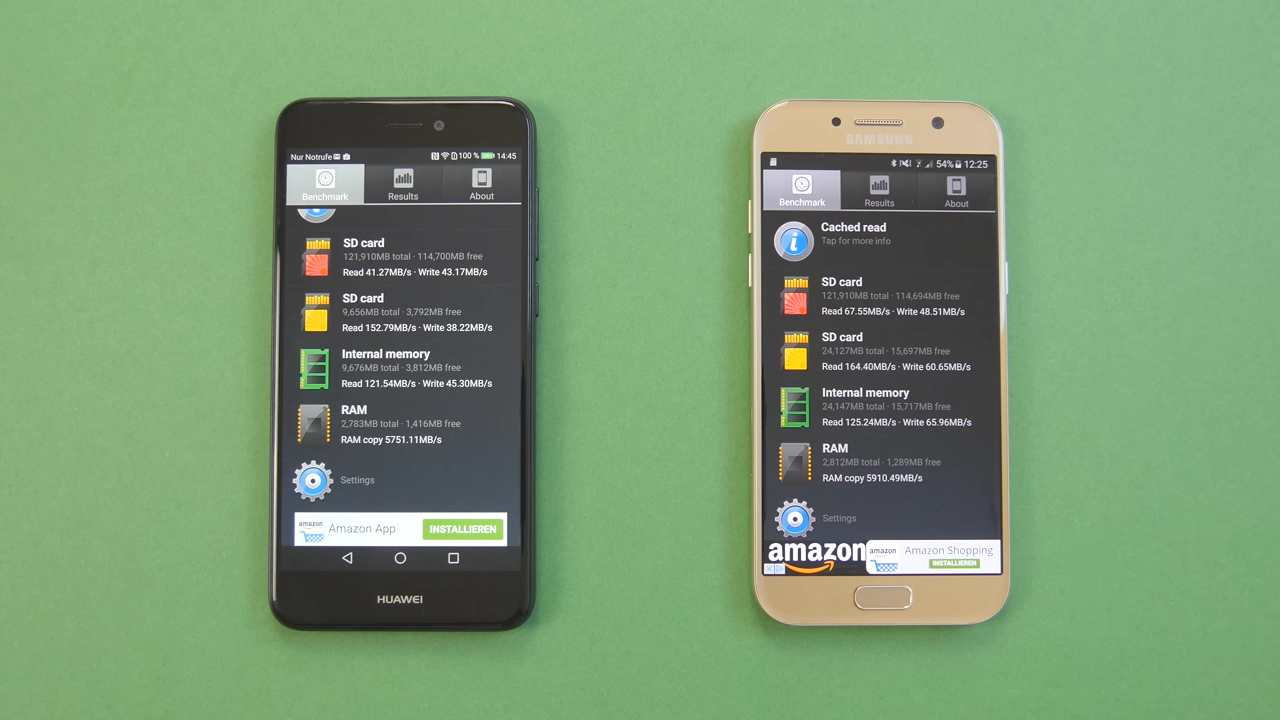 Nur Notrufe
100 %
14:45
Benchmark
Results
About
SD card
121,910MB total · 114,700MB free
Read 41.27MB/s · Write 43.17MB/s
SD card
9,656MB total · 3,792MB free
Read 152.79MB/s · Write 38.22MB/s
Internal memory
9,676MB total · 3,812MB free
Read 121.54MB/s · Write 45.30MB/s
RAM
2,783MB total · 1,416MB free
RAM copy 5751.11MB/s
Settings
amazon
Amazon App
INSTALLIEREN
HUAWEI
SAMSUNG
54%
12:25
Benchmark
Results
About
Cached read
Tap for more info
SD card
121,910MB total · 114,694MB free
Read 67.55MB/s · Write 48.51MB/s
SD card
24,127MB total · 15,697MB free
Read 164.40MB/s · Write 60.65MB/s
Internal memory
24,147MB total · 15,717MB free
Read 125.24MB/s · Write 65.96MB/s
RAM
2,812MB total · 1,289MB free
RAM copy 5910.49MB/s
Settings
amazon
amazon
Amazon Shopping
INSTALLIEREN